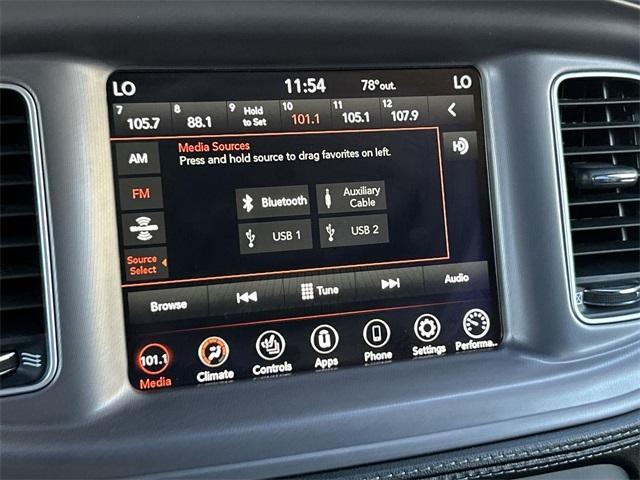 LO 11:54 78°out. LO
7 8 9 Hold to Set 10 11 12
105.7 88.1 101.1 105.1 107.9
Media Sources
Press and hold source to drag favorites on left.
AM
FM
Bluetooth Auxiliary Cable
USB 1 USB 2
Source
Select
Browse Tune Audio
101.1
Media Climate Controls Apps Phone Settings Performa..